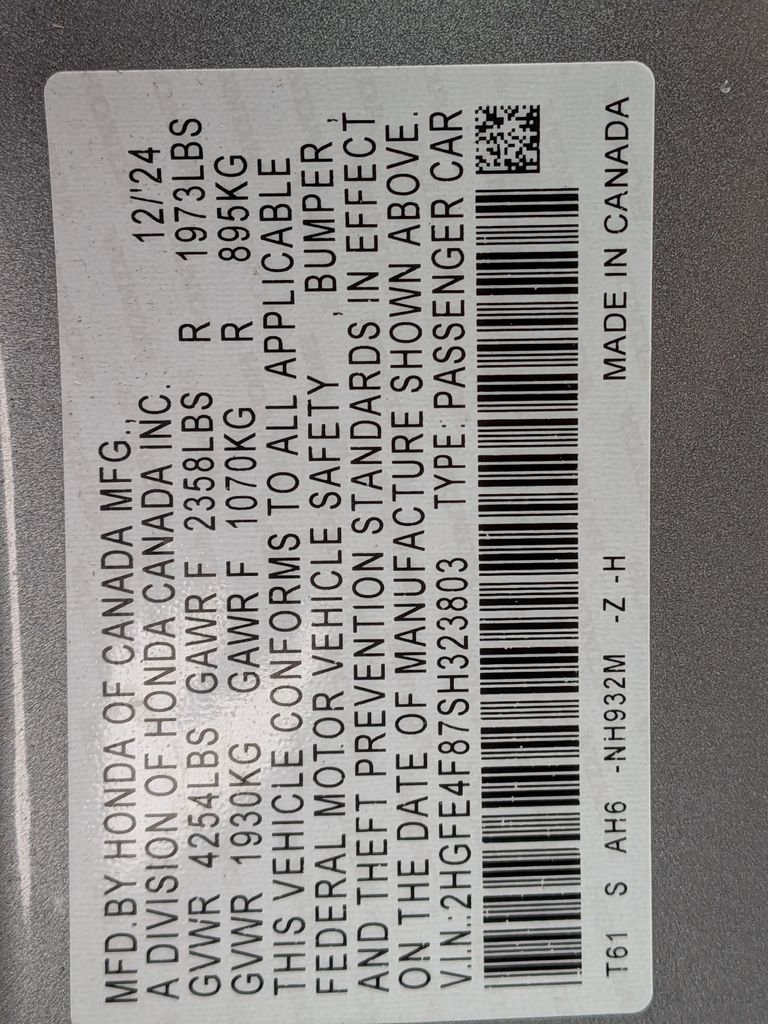 MFD.BY HONDA OF CANADA MFG.,
A DIVISION OF HONDA CANADA INC. 12/'24
GVWR 4254LBS GAWR F 2358LBS R 1973LBS
GVWR 1930KG GAWR F 1070KG R 895KG
THIS VEHICLE CONFORMS TO ALL APPLICABLE
FEDERAL MOTOR VEHICLE SAFETY , BUMPER ,
AND THEFT PREVENTION STANDARDS IN EFFECT
ON THE DATE OF MANUFACTURE SHOWN ABOVE.
V.I.N.:2HGFE4F87SH323803 TYPE: PASSENGER CAR
T61 S AH6 -NH932M -Z -H MADE IN CANADA